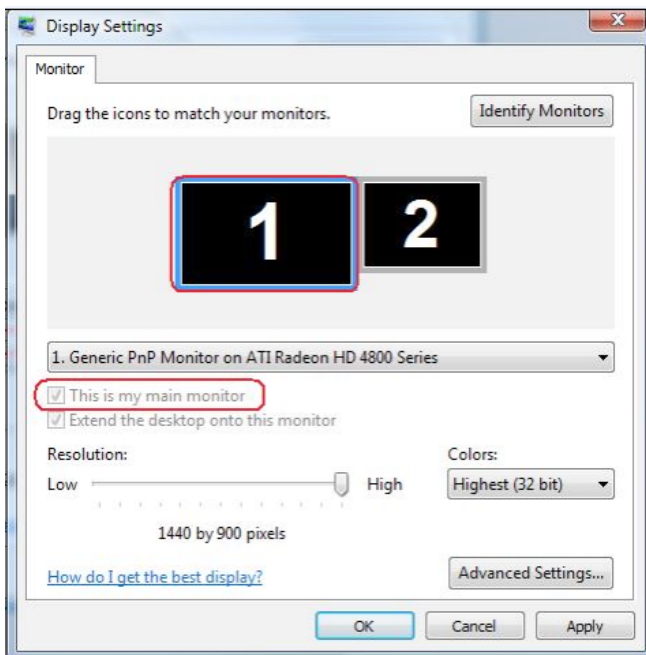 Display Settings
Monitor
Drag the icons to match your monitors.
Identify Monitors
1
2
1. Generic PnP Monitor on ATI Radeon HD 4800 Series
This is my main monitor
Extend the desktop onto this monitor
Resolution:
Colors:
Low
High
Highest (32 bit)
1440 by 900 pixels
How do I get the best display?
Advanced Settings...
OK
Cancel
Apply